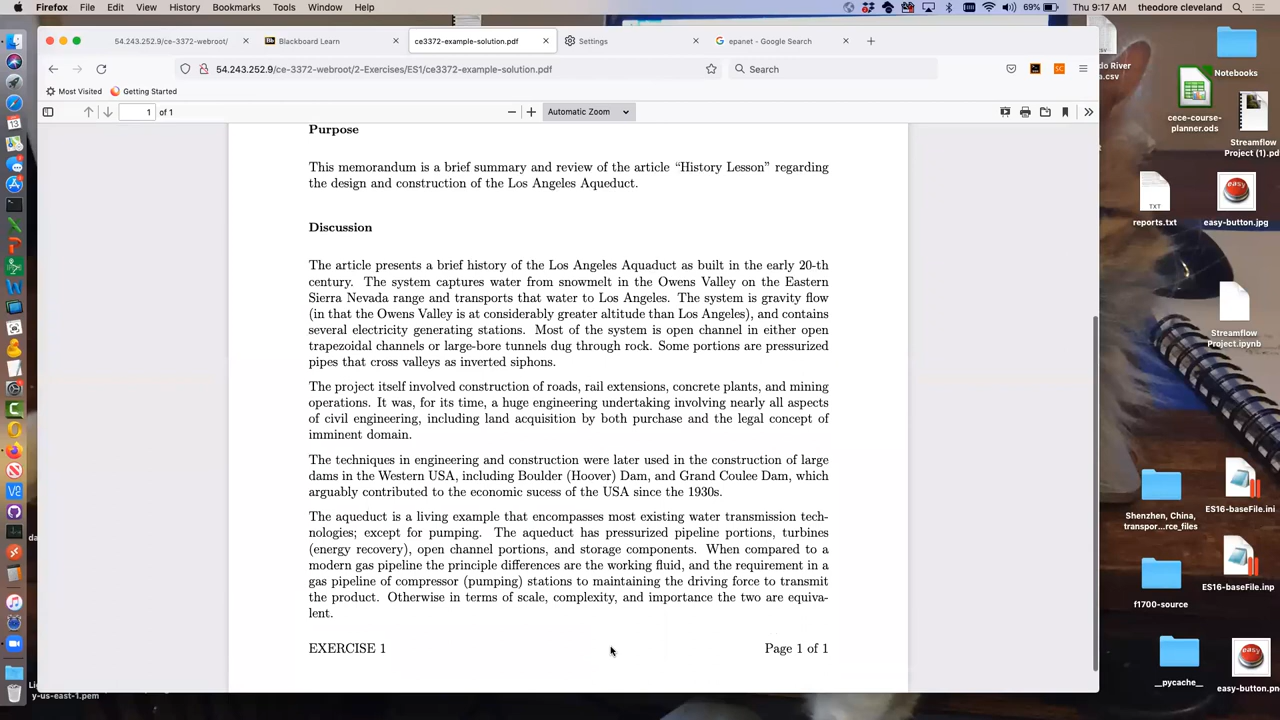 Firefox File Edit View History Bookmarks Tools Window Help 69% Thu 9:17 AM theodore cleveland
54.243.252.9/ce-3372-webroot/ Blackboard Learn ce3372-example-solution.pdf Settings epanet - Google Search
54.243.252.9/ce-3372-webroot/2-Exercises/ES1/ce3372-example-solution.pdf Search
Most Visited Getting Started
1 of 1 Automatic Zoom
Purpose
This memorandum is a brief summary and review of the article “History Lesson” regarding
the design and construction of the Los Angeles Aqueduct.
Discussion
The article presents a brief history of the Los Angeles Aquaduct as built in the early 20-th
century. The system captures water from snowmelt in the Owens Valley on the Eastern
Sierra Nevada range and transports that water to Los Angeles. The system is gravity flow
(in that the Owens Valley is at considerably greater altitude than Los Angeles), and contains
several electricity generating stations. Most of the system is open channel in either open
trapezoidal channels or large-bore tunnels dug through rock. Some portions are pressurized
pipes that cross valleys as inverted siphons.
The project itself involved construction of roads, rail extensions, concrete plants, and mining
operations. It was, for its time, a huge engineering undertaking involving nearly all aspects
of civil engineering, including land acquisition by both purchase and the legal concept of
imminent domain.
The techniques in engineering and construction were later used in the construction of large
dams in the Western USA, including Boulder (Hoover) Dam, and Grand Coulee Dam, which
arguably contributed to the economic sucess of the USA since the 1930s.
The aqueduct is a living example that encompasses most existing water transmission tech-
nologies; except for pumping. The aqueduct has pressurized pipeline portions, turbines
(energy recovery), open channel portions, and storage components. When compared to a
modern gas pipeline the principle differences are the working fluid, and the requirement in a
gas pipeline of compressor (pumping) stations to maintaining the driving force to transmit
the product. Otherwise in terms of scale, complexity, and importance the two are equiva-
lent.
EXERCISE 1 Page 1 of 1
Notebooks
cece-course-
planner.ods
Streamflow
Project (1).pd
TXT
reports.txt
easy-button.jpg
Streamflow
Project.ipynb
Shenzhen, China,
transpor...rce_files
ES16-baseFile.ini
f1700-source
ES16-baseFile.inp
__pycache__
easy-button.pn
y-us-east-1.pem